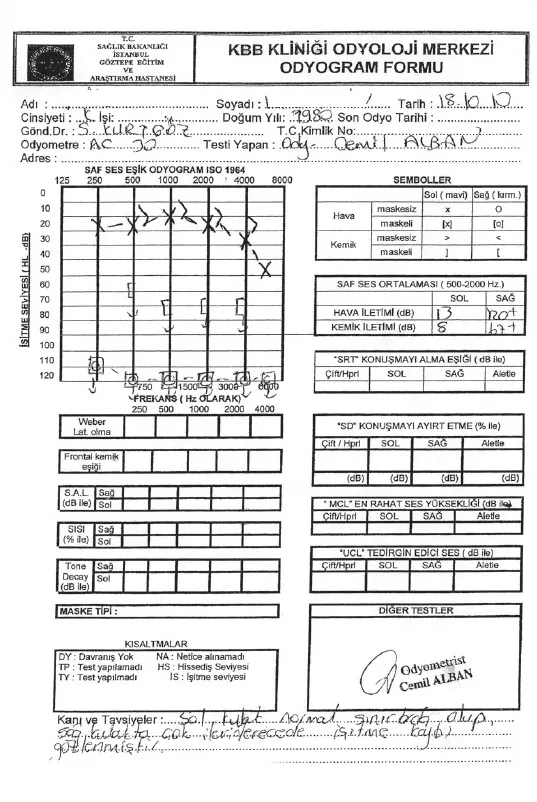 T.C.
SAĞLIK BAKANLIĞI
İSTANBUL
GÖZTEPE EĞİTİM
VE
ARAŞTIRMA HASTANESİ
KBB KLİNİĞİ ODYOLOJİ MERKEZİ
ODYOGRAM FORMU
Adı : Soyadı : Tarih : 18.10.10
Cinsiyeti : İşi: Doğum Yılı: 1980 Son Odyo Tarihi :
Gönd.Dr. : S. KURTGÖZ T.C.Kimlik No:
Odyometre : AC 30 Testi Yapan : Ody. Cemil ALBAN
Adres :
SAF SES EŞİK ODYOGRAM ISO 1964
125 250 500 1000 2000 4000 8000
İŞİTME SEVİYESİ ( HL -dB)
0
10
20
30
40
50
60
70
80
90
100
110
120
750 1500 3000 6000
FREKANS ( Hz OLARAK)
250 500 1000 2000 4000
Weber
Lat. olma
Frontal kemik
eşiği
S.A.L Sağ
(dB ile) Sol
SISI Sağ
(% ile) Sol
Tone Sağ
Decay Sol
(dB ile)
MASKE TİPİ :
KISALTMALAR
DY : Davranış Yok NA : Netice alınamadı
TP : Test yapılamadı HS : Hissediş Seviyesi
TY : Test yapılmadı İS : İşitme seviyesi
SEMBOLLER
Sol ( mavi) Sağ ( kırm.)
Hava maskesiz x O
maskeli [x] [o]
Kemik maskesiz > <
maskeli ] [
SAF SES ORTALAMASI ( 500-2000 Hz.)
SOL SAĞ
HAVA İLETİMİ (dB) 13 120+
KEMİK İLETİMİ (dB) 8 67+
"SRT" KONUŞMAYI ALMA EŞİĞİ ( dB ile)
Çift/Hprl SOL SAĞ Aletle
"SD" KONUŞMAYI AYIRT ETME (% ile)
Çift / Hprl SOL SAĞ Aletle
(dB) (dB) (dB) (dB)
" MCL" EN RAHAT SES YÜKSEKLİĞİ (dB ile)
Çift/Hprl SOL SAĞ Aletle
"UCL" TEDİRGİN EDİCİ SES ( dB ile)
Çift/Hprl SOL SAĞ Aletle
DİĞER TESTLER
Odyometrist
Cemil ALBAN
Kanı ve Tavsiyeler : Sol kulak normal sınırlarda olup,
sağ kulakta çok ileri derecede işitme kaybı
gözlenmiştir.